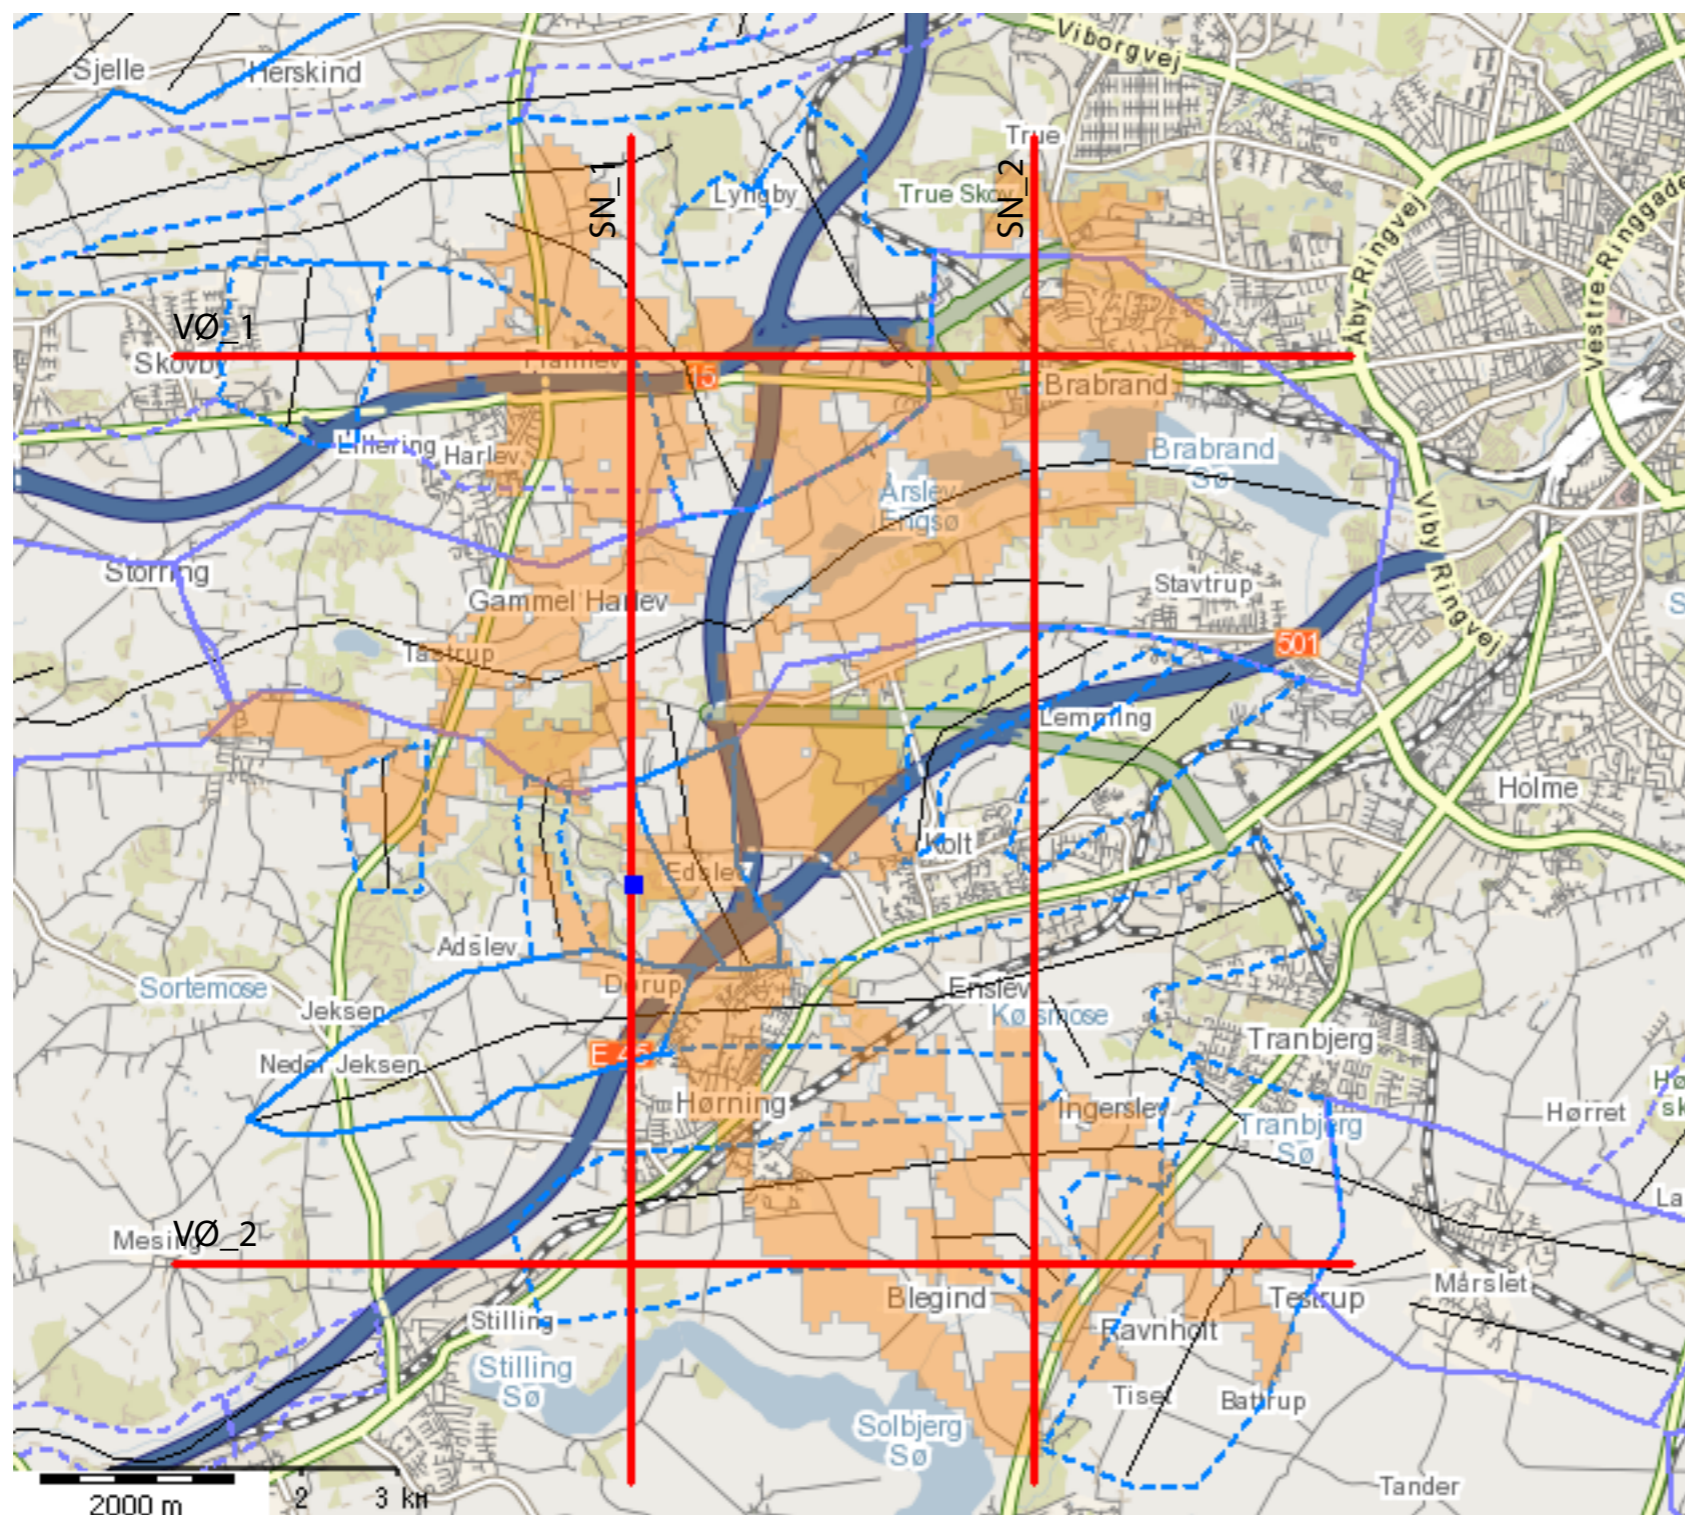 Viborgvej
Sjelle
Herskind
True
SN_1
SN_2
Lyngby
True Skov
Åby-Ringvej
Vestre-Ringgade
VØ_1
Skovby
Framlev
15
Brabrand
Lillering
Harlev
Brabrand
Sø
Årslev
Engsø
Viby Ringvej
Storring
Stavtrup
Gammel Harlev
Tåstrup
501
Lemming
Holme
Kolt
Edslev
Adslev
Sortemose
Dørup
Enslev
Jeksen
Tranbjerg
E 45
Neder Jeksen
Hørning
Ingerslev
Hørret
Tranbjerg
Sø
VØ_2
Mesing
Mårslet
Blegind
Testrup
Stilling
Ravnholt
Stilling
Sø
Tiset
Battrup
Solbjerg
Sø
Tander
2000 m
2
3 km